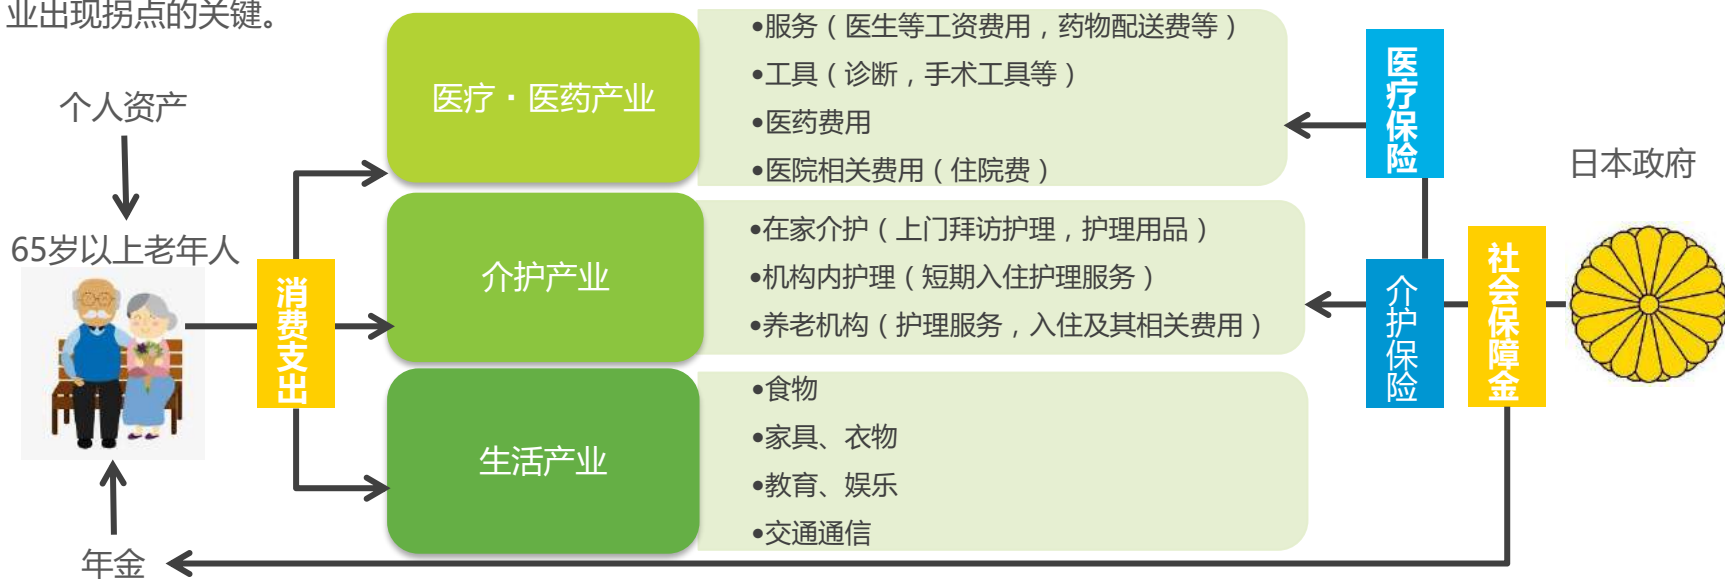 业出现拐点的关键。
个人资产
65岁以上老年人
年金
消费支出
医疗·医药产业
•服务（医生等工资费用，药物配送费等）
•工具（诊断，手术工具等）
•医药费用
•医院相关费用（住院费）
介护产业
•在家介护（上门拜访护理，护理用品）
•机构内护理（短期入住护理服务）
•养老机构（护理服务，入住及其相关费用）
生活产业
•食物
•家具、衣物
•教育、娱乐
•交通通信
医疗保险
介护保险
社会保障金
日本政府